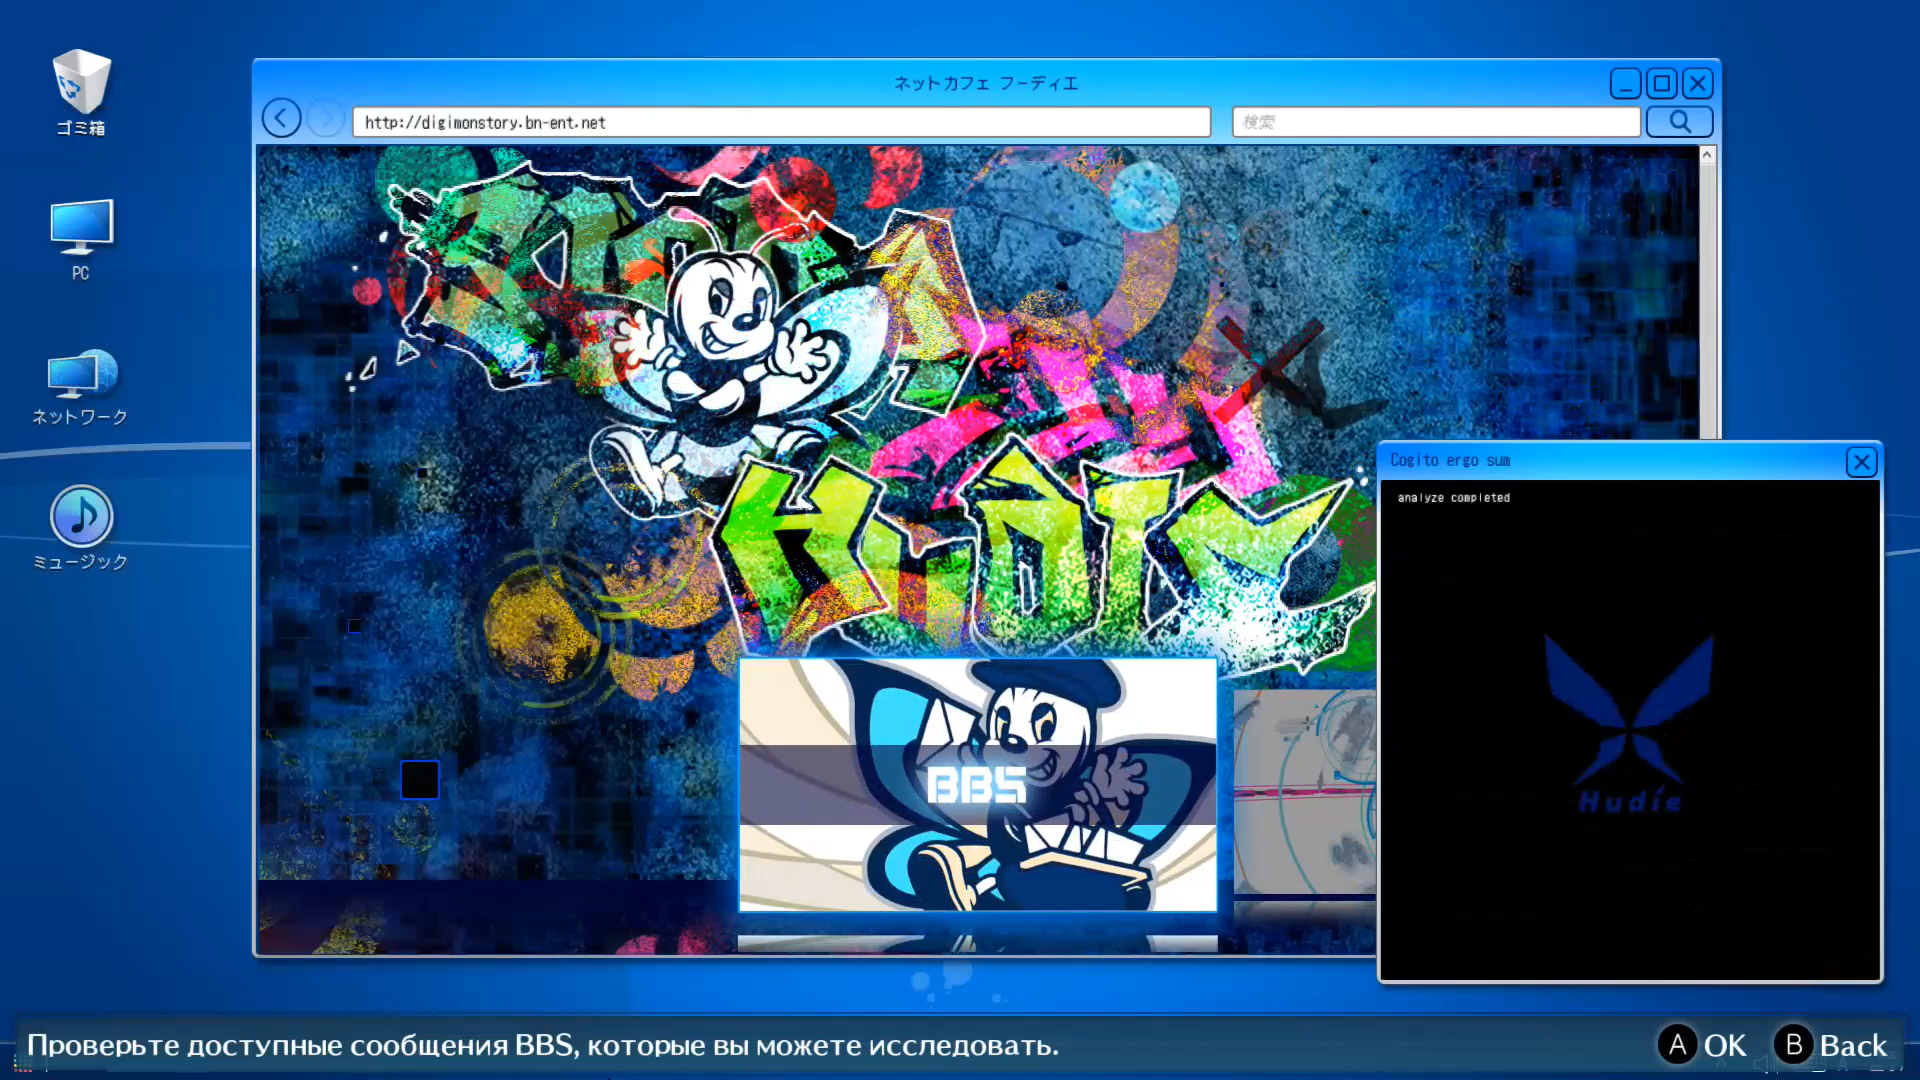 ネットカフェ フーディエ
http://digimonstory.bn-ent.net
検索
ゴミ箱
PC
ネットワーク
ミュージック
Hudie
BBS
Cogito ergo sum
analyze completed
Hudie
Проверьте доступные сообщения BBS, которые вы можете исследовать.
A OK B Back